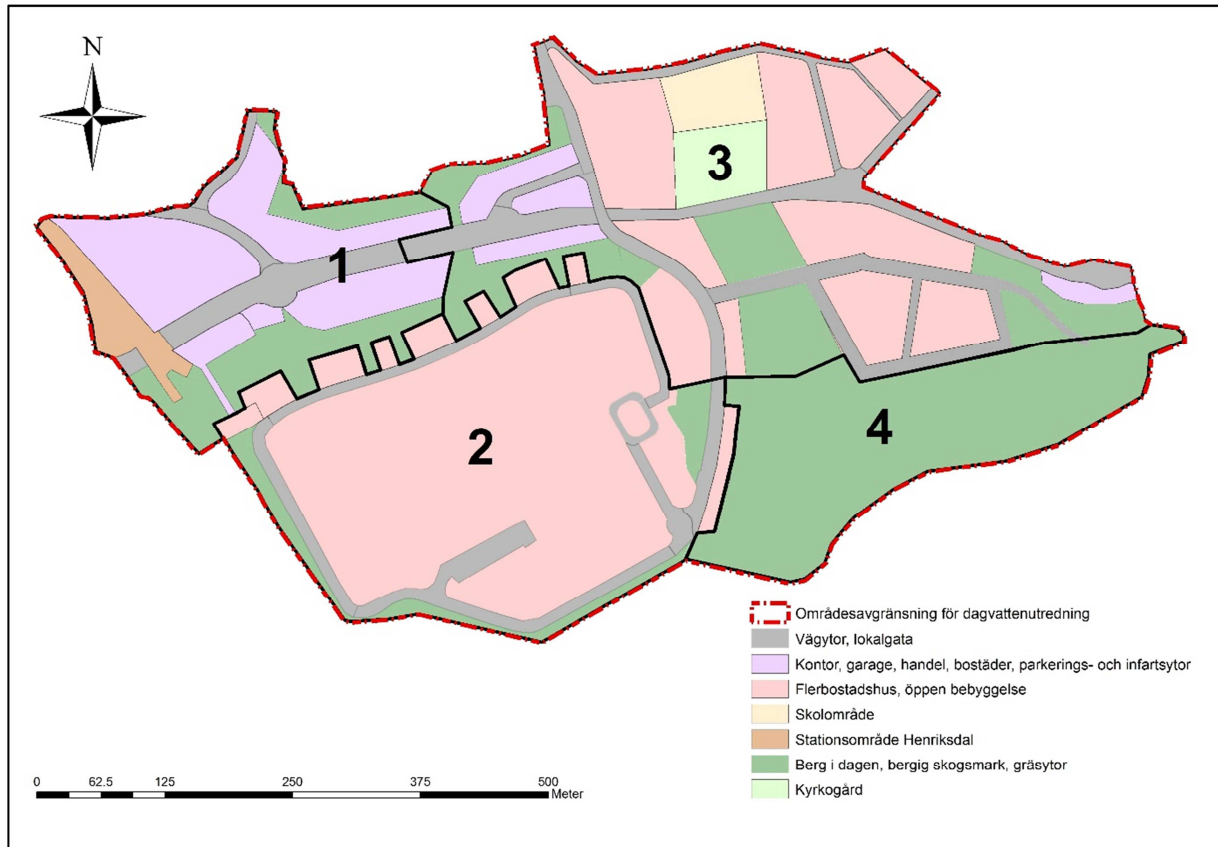 N
3
1
2
4
Områdesavgränsning för dagvattenutredning
Vägytor, lokalgata
Kontor, garage, handel, bostäder, parkerings- och infartsytor
Flerbostadshus, öppen bebyggelse
Skolområde
Stationsområde Henriksdal
Berg i dagen, bergig skogsmark, gräsytor
Kyrkogård
0 62.5 125 250 375 500
Meter